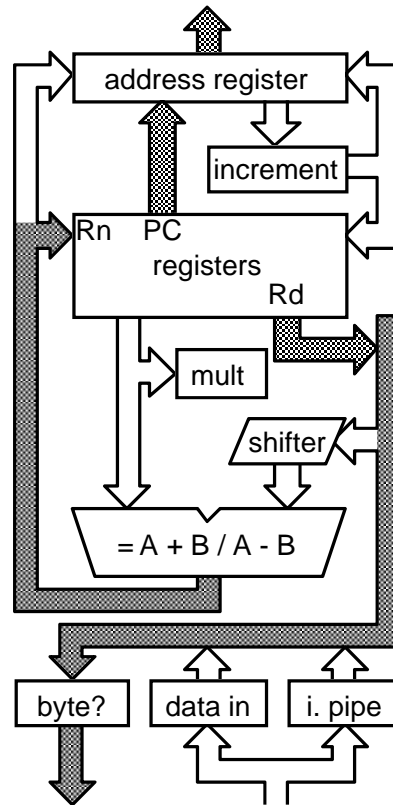 address register
increment
Rn PC
registers
Rd
mult
shifter
= A + B / A - B
byte?
data in
i. pipe